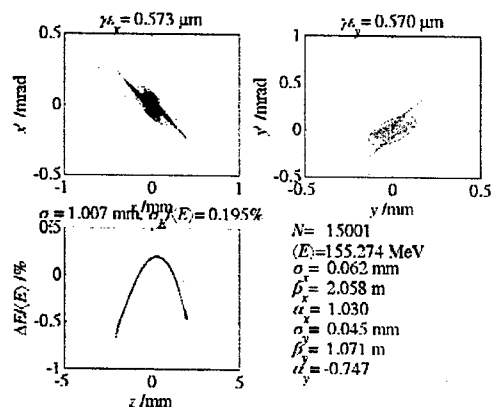 γε_x = 0.573 μm
γε_y = 0.570 μm
x' /mrad
0.5
0
-0.5
-1
0
1
x /mm
y' /mrad
1
0.5
0
-0.5
-0.5
0
0.5
y /mm
σ = 1.007 mm, σ_E/⟨E⟩ = 0.195%
ΔE/⟨E⟩ /%
0
-0.5
-1
-5
0
5
z /mm
N= 15001
⟨E⟩=155.274 MeV
σ_x= 0.062 mm
β_x= 2.058 m
α_x= 1.030
σ_y= 0.045 mm
β_y= 1.071 m
α_y=-0.747